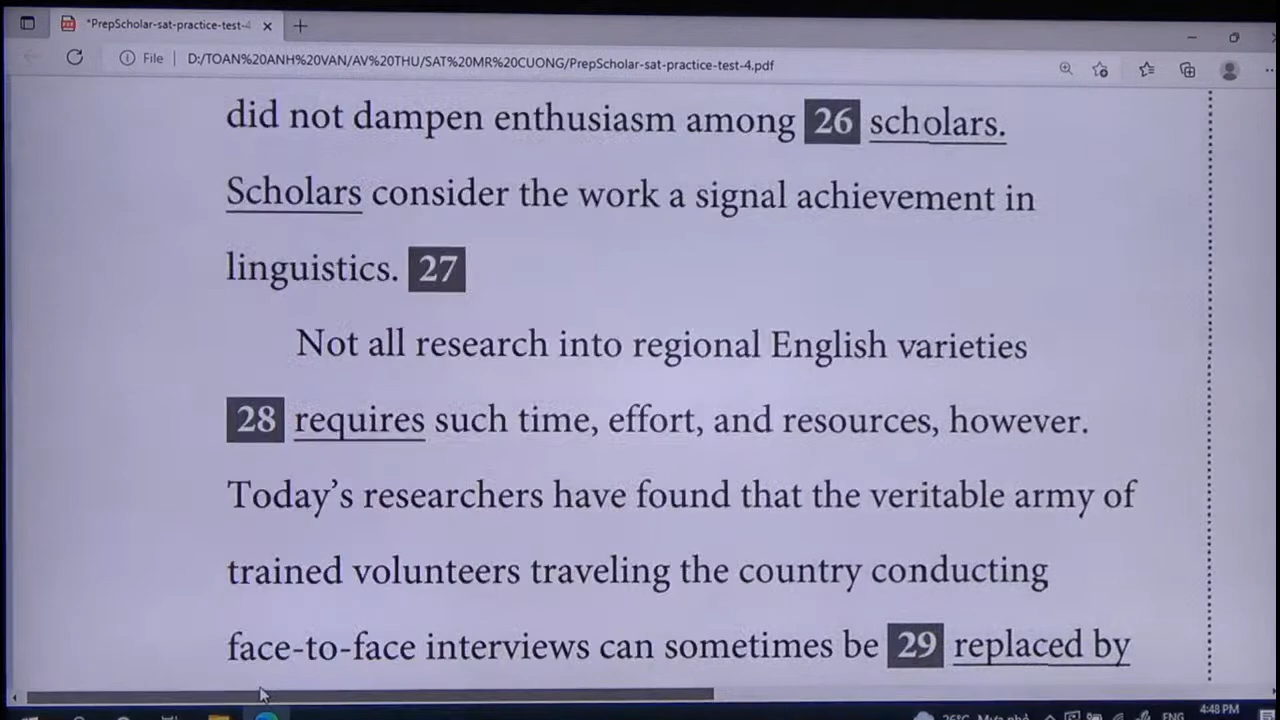 *PrepScholar-sat-practice-test-4
File
D:/TOAN%20ANH%20VAN/AV%20THU/SAT%20MR%20CUONG/PrepScholar-sat-practice-test-4.pdf
did not dampen enthusiasm among 26 scholars.
Scholars consider the work a signal achievement in
linguistics. 27
Not all research into regional English varieties
28 requires such time, effort, and resources, however.
Today’s researchers have found that the veritable army of
trained volunteers traveling the country conducting
face-to-face interviews can sometimes be 29 replaced by
4:48 PM
ENG